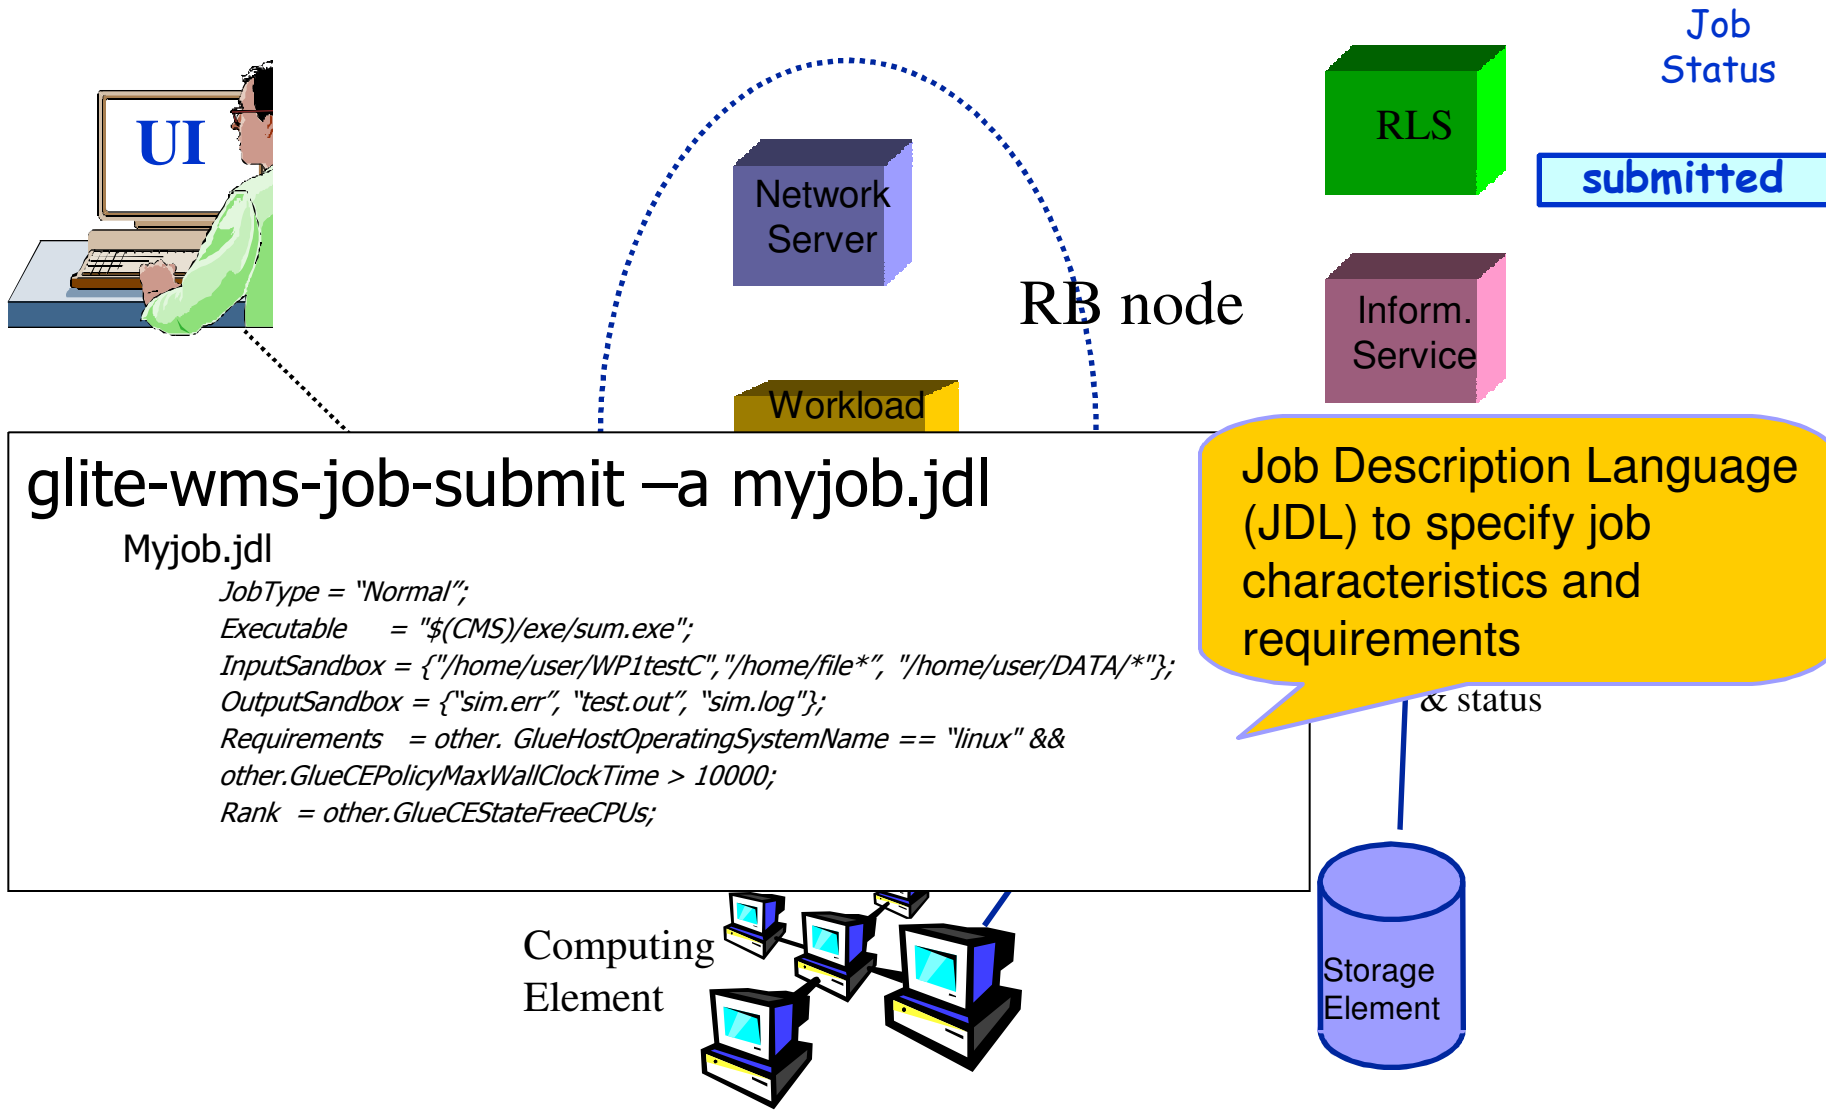 Job
Status
UI
RLS
submitted
Network
Server
RB node
Inform.
Service
Workload
glite-wms-job-submit –a myjob.jdl
Myjob.jdl
JobType = “Normal”;
Executable = "$(CMS)/exe/sum.exe";
InputSandbox = {"/home/user/WP1testC","/home/file*”, "/home/user/DATA/*"};
OutputSandbox = {“sim.err”, “test.out”, “sim.log"};
Requirements = other. GlueHostOperatingSystemName == “linux" &&
other.GlueCEPolicyMaxWallClockTime > 10000;
Rank = other.GlueCEStateFreeCPUs;
Job Description Language
(JDL) to specify job
characteristics and
requirements
& status
Computing
Element
Storage
Element